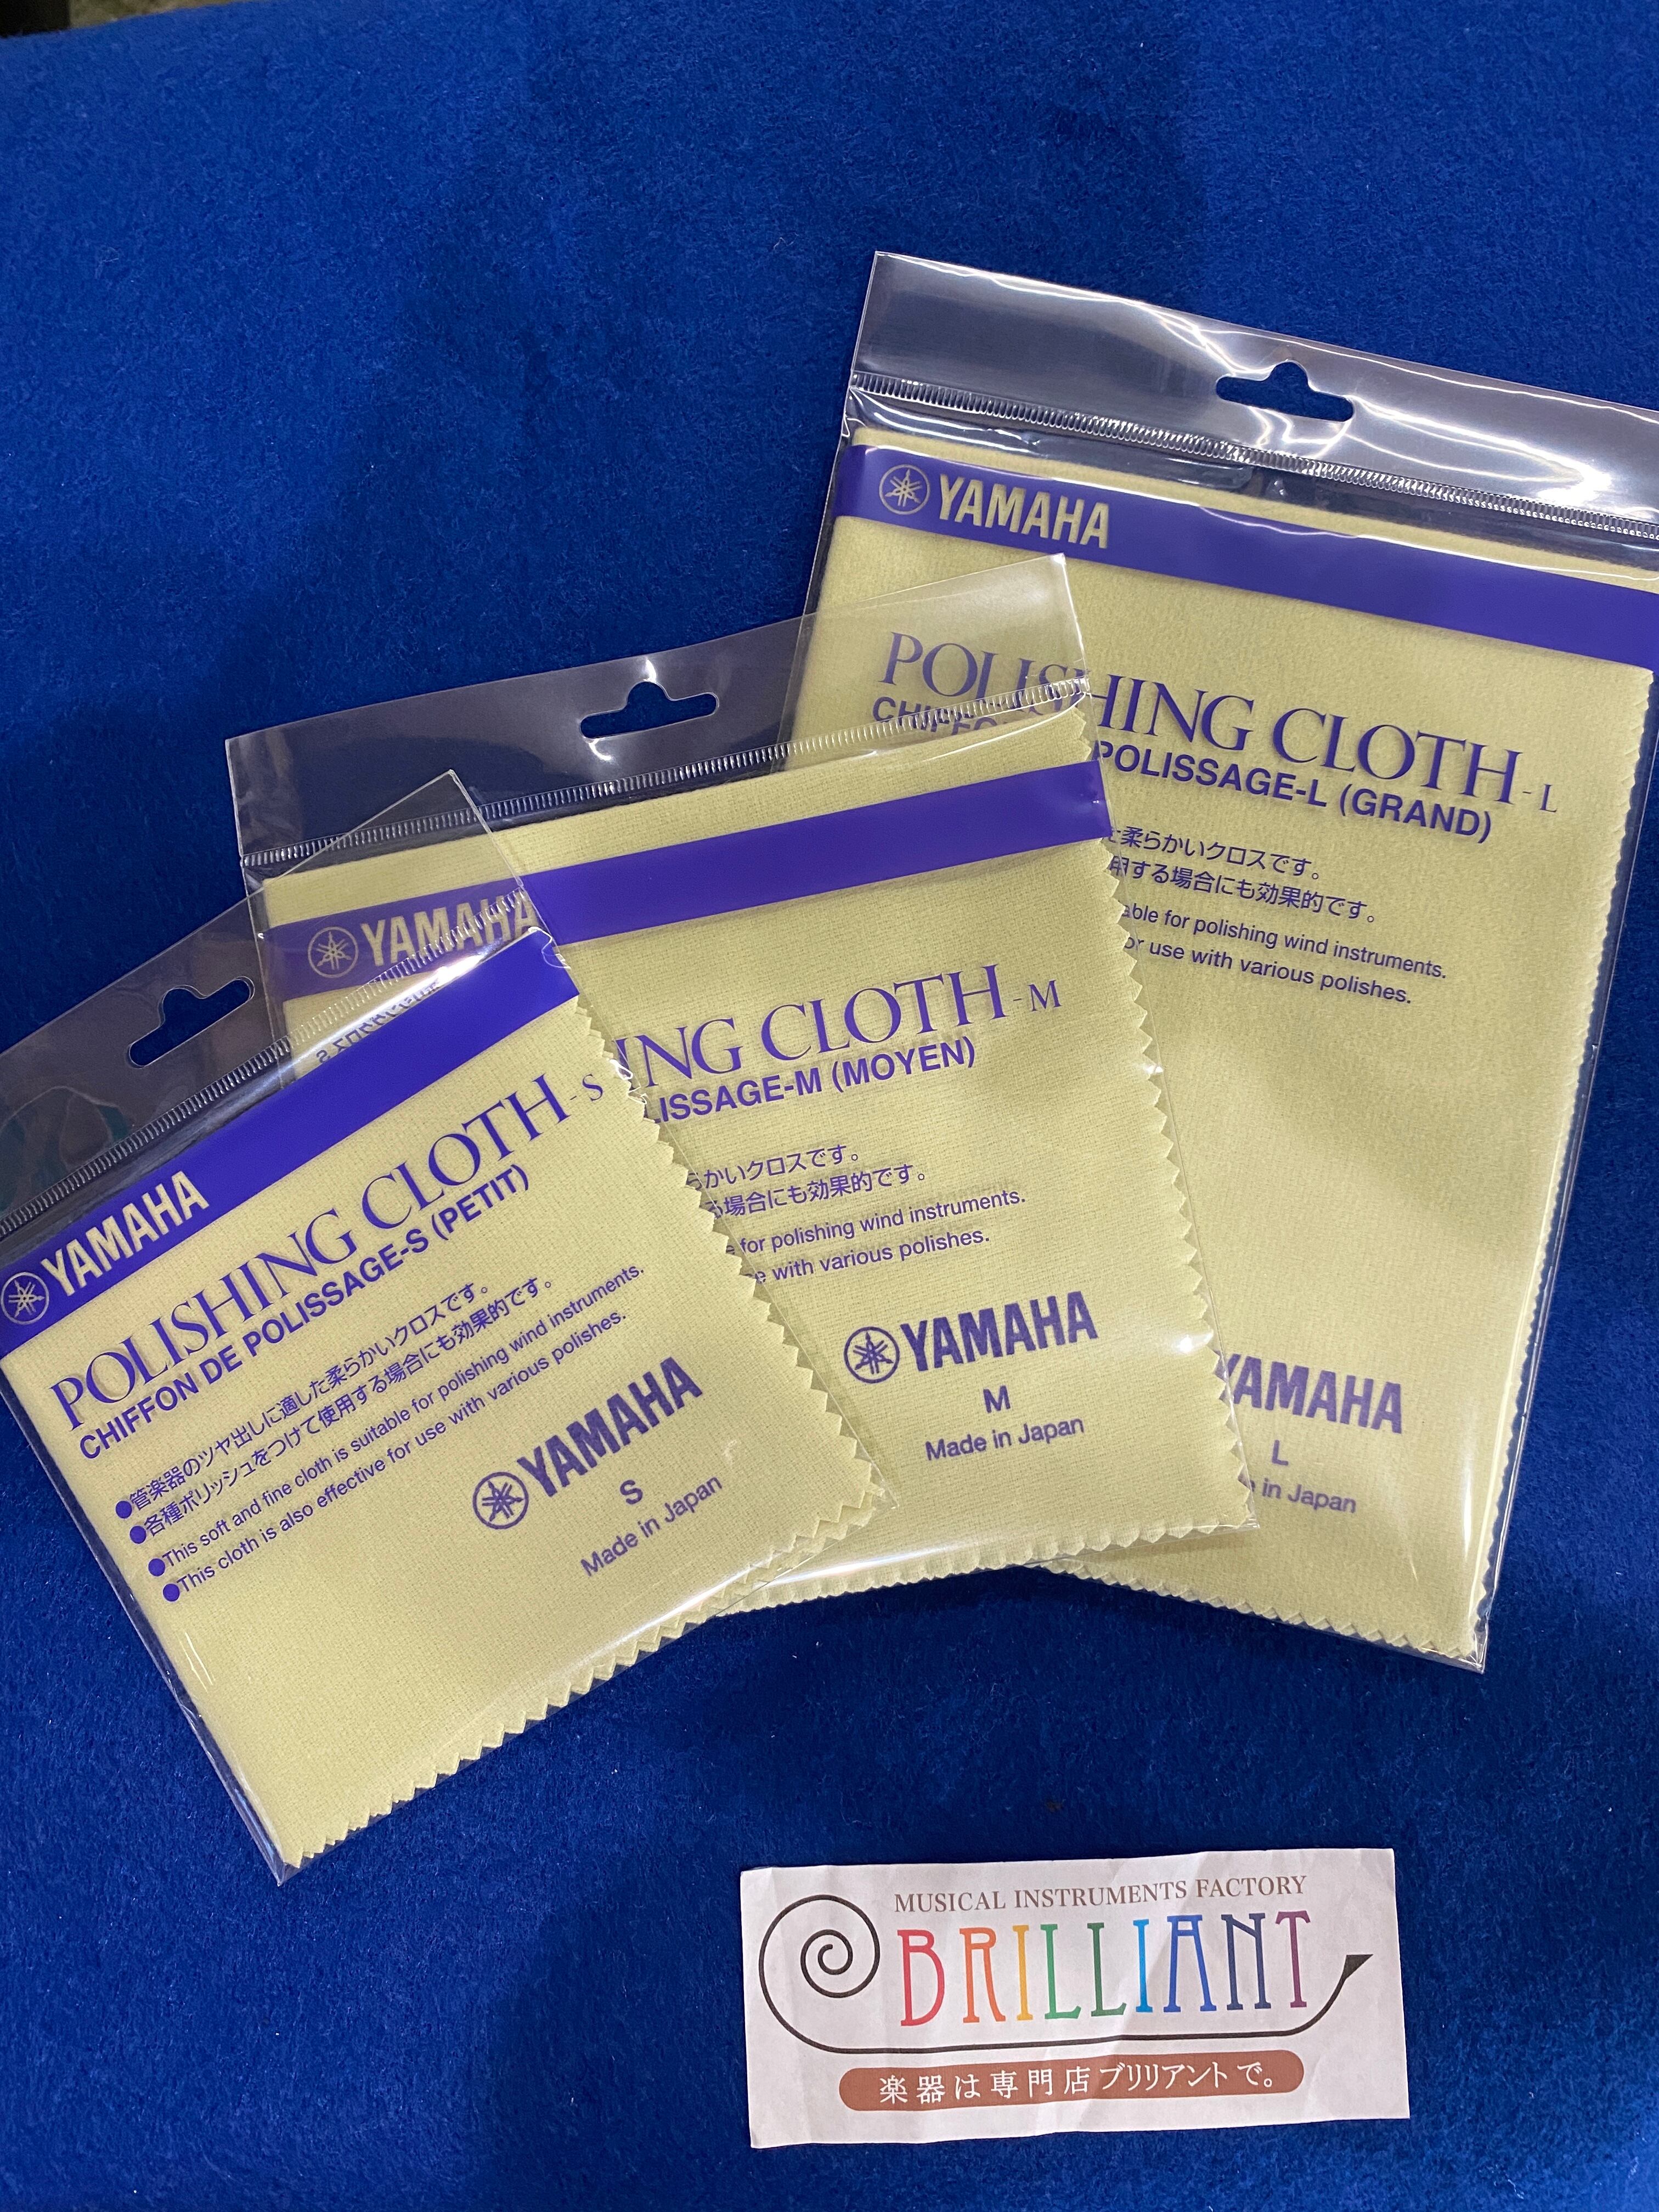 YAMAHA
POLISHING CLOTH-L
POLISSAGE-L (GRAND)
柔らかいクロスです。
用する場合にも効果的です。
able for polishing wind instruments.
or use with various polishes.
YAMAHA
L
in Japan
YAMAHA
ING CLOTH-M
LISSAGE-M (MOYEN)
らかいクロスです。
る場合にも効果的です。
for polishing wind instruments.
e with various polishes.
YAMAHA
M
Made in Japan
YAMAHA
POLISHING CLOTH-S
CHIFFON DE POLISSAGE-S (PETIT)
●管楽器のツヤ出しに適した柔らかいクロスです。
●各種ポリッシュをつけて使用する場合にも効果的です。
●This soft and fine cloth is suitable for polishing wind instruments.
●This cloth is also effective for use with various polishes.
YAMAHA
S
Made in Japan
MUSICAL INSTRUMENTS FACTORY
BRILLIANT
楽器は専門店ブリリアントで。